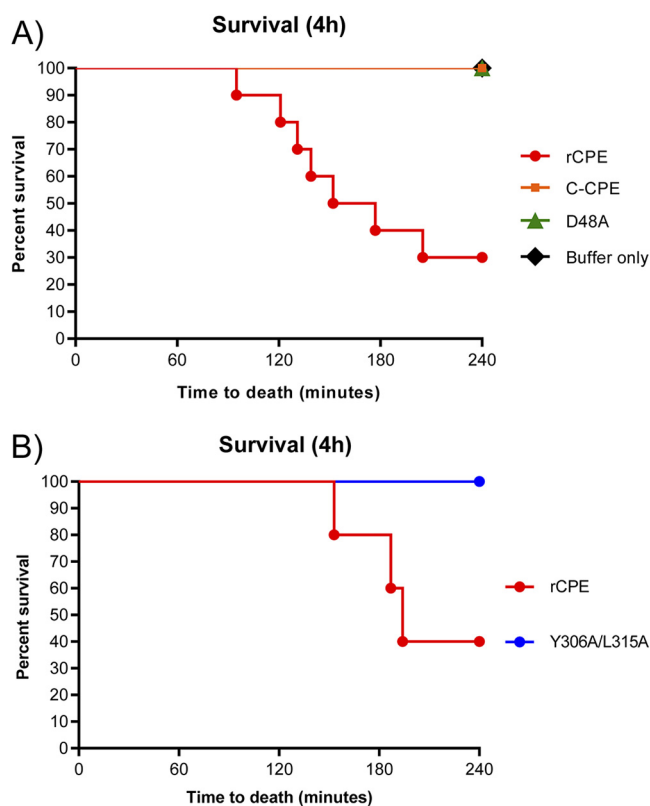 A)
Survival (4h)
Percent survival
100
90
80
70
60
50
40
30
20
10
0
0 60 120 180 240
Time to death (minutes)
rCPE
C-CPE
D48A
Buffer only
B)
Survival (4h)
Percent survival
100
90
80
70
60
50
40
30
20
10
0
0 60 120 180 240
Time to death (minutes)
rCPE
Y306A/L315A